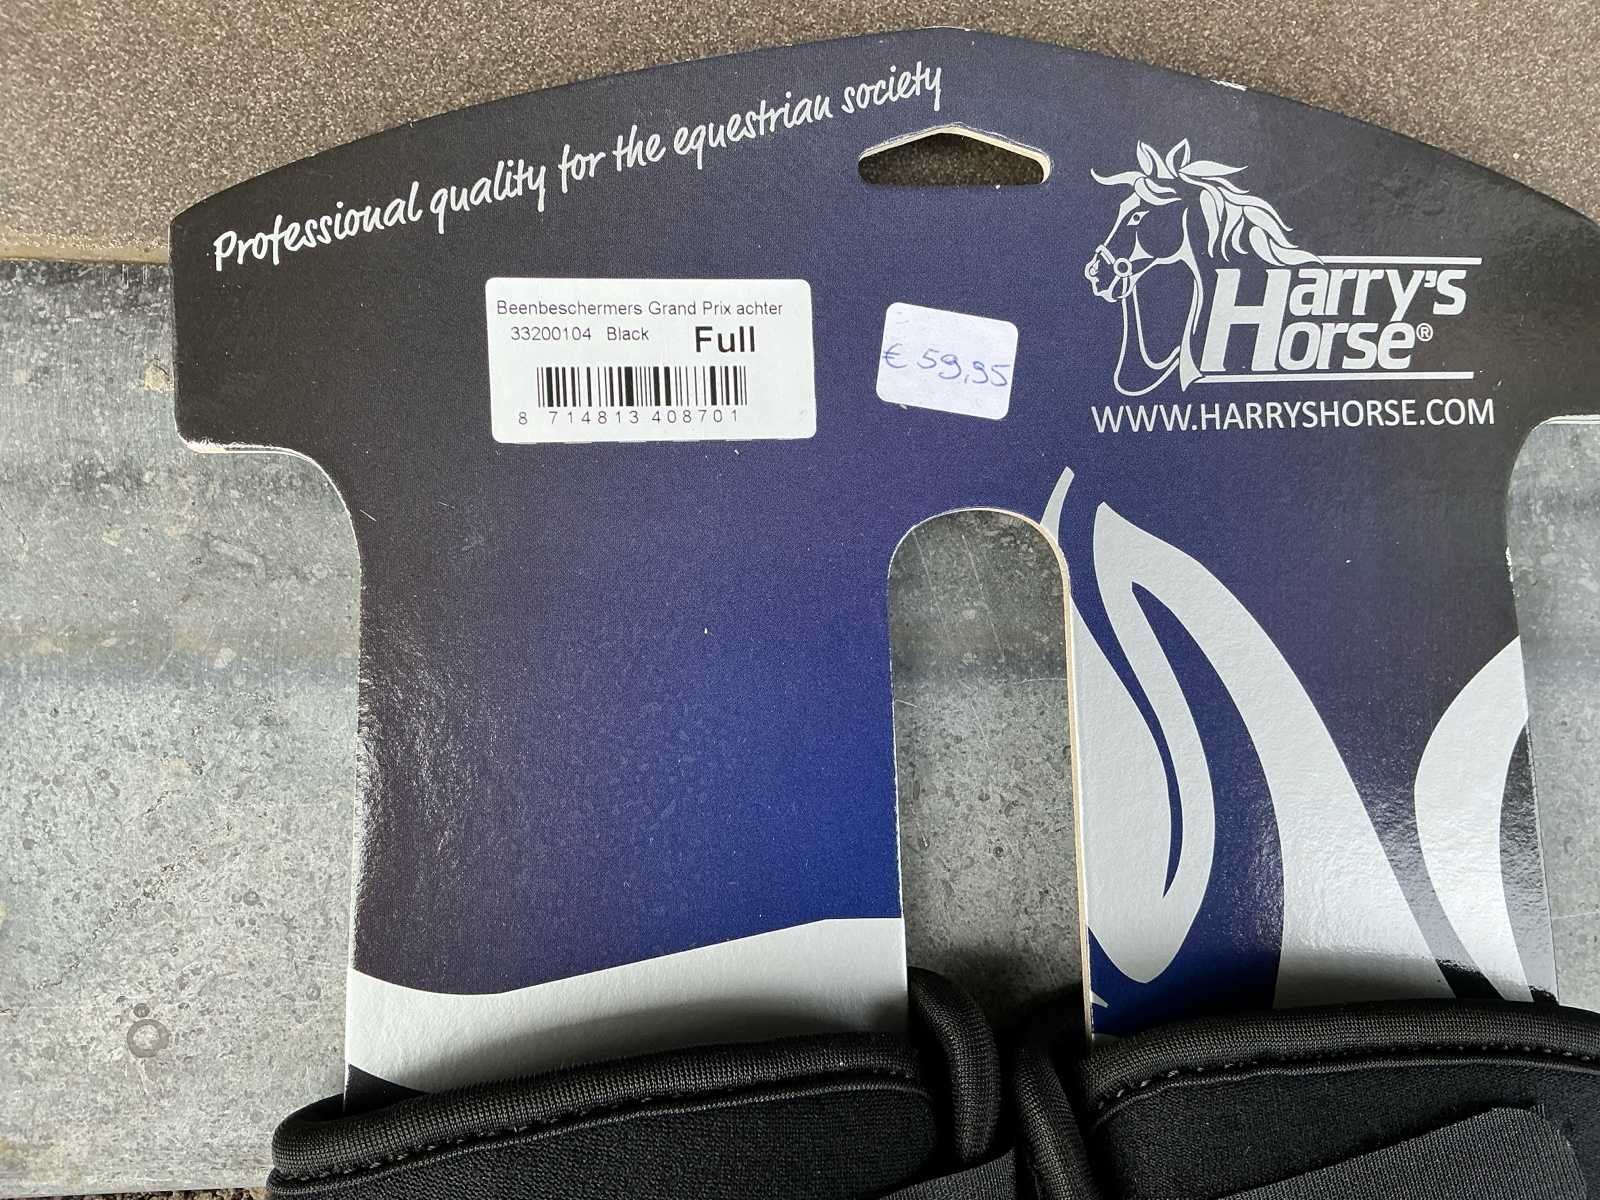 Professional quality for the equestrian society
Beenbeschermers Grand Prix achter
33200104 Black Full
8 714813 408701
€ 59,95
Harry's
Horse®
WWW.HARRYSHORSE.COM